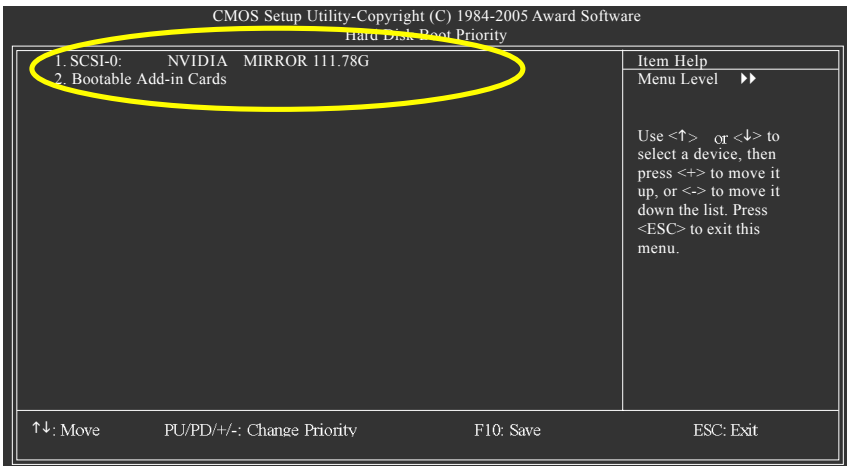 CMOS Setup Utility-Copyright (C) 1984-2005 Award Software
Hard Disk Boot Priority
1. SCSI-0: NVIDIA MIRROR 111.78G
2. Bootable Add-in Cards
Item Help
Menu Level ▸▸
Use <↑> or <↓> to
select a device, then
press <+> to move it
up, or <-> to move it
down the list. Press
<ESC> to exit this
menu.
↑↓: Move PU/PD/+/-: Change Priority F10: Save ESC: Exit